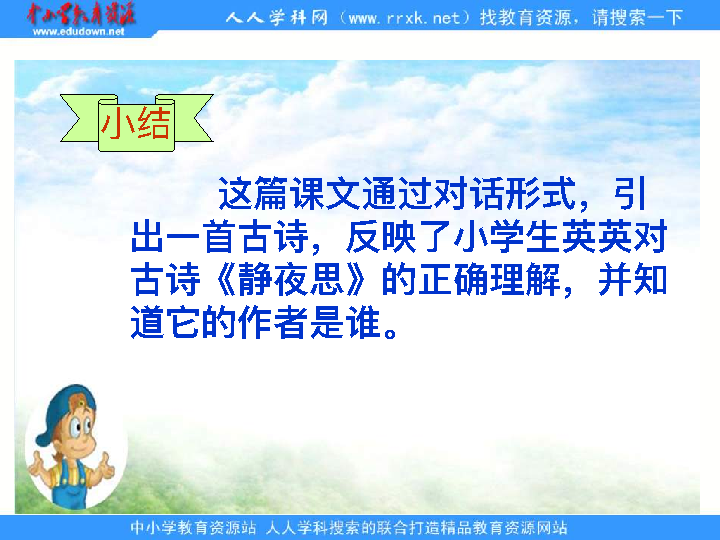 中小学教育资源
www.edudown.net
人人学科网（www.rrxk.net）找教育资源，请搜索一下
小结
这篇课文通过对话形式，引
出一首古诗，反映了小学生英英对
古诗《静夜思》的正确理解，并知
道它的作者是谁。
中小学教育资源站 人人学科搜索的联合打造精品教育资源网站